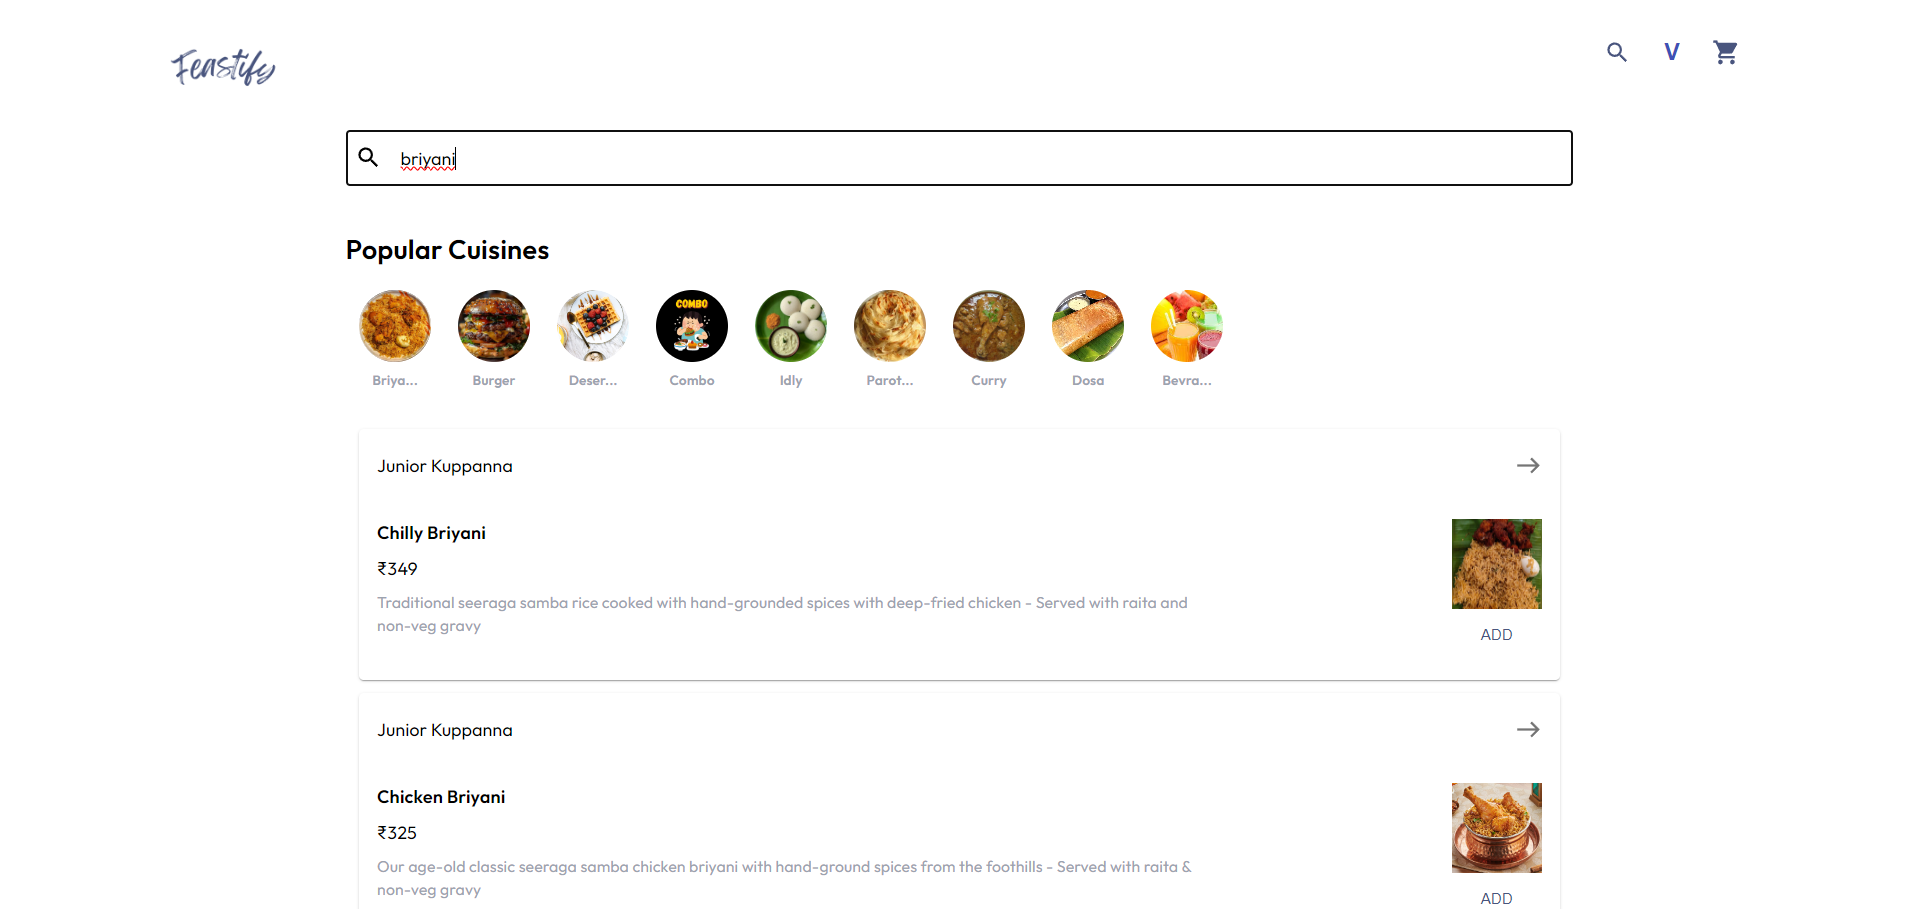 Feastify
V
briyani
Popular Cuisines
COMBO
Briya...
Burger
Deser...
Combo
Idly
Parot...
Curry
Dosa
Bevra...
Junior Kuppanna
Chilly Briyani
₹349
Traditional seeraga samba rice cooked with hand-grounded spices with deep-fried chicken - Served with raita and
non-veg gravy
ADD
Junior Kuppanna
Chicken Briyani
₹325
Our age-old classic seeraga samba chicken briyani with hand-ground spices from the foothills - Served with raita &
non-veg gravy
ADD